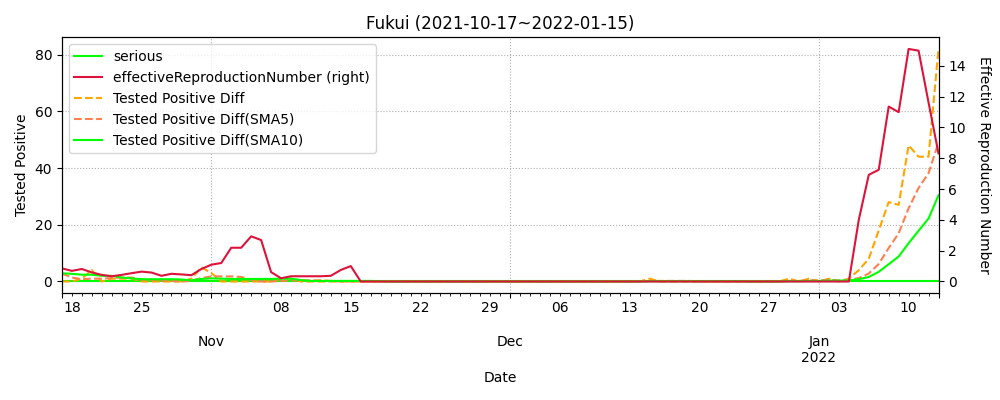 Fukui (2021-10-17~2022-01-15)
serious
effectiveReproductionNumber (right)
Tested Positive Diff
Tested Positive Diff(SMA5)
Tested Positive Diff(SMA10)
Tested Positive
80
60
40
20
0
14
12
10
8
6
4
2
0
Effective Reproduction Number
18 25 08 15 22 29 06 13 20 27 03 10
Nov Dec Jan
2022
Date